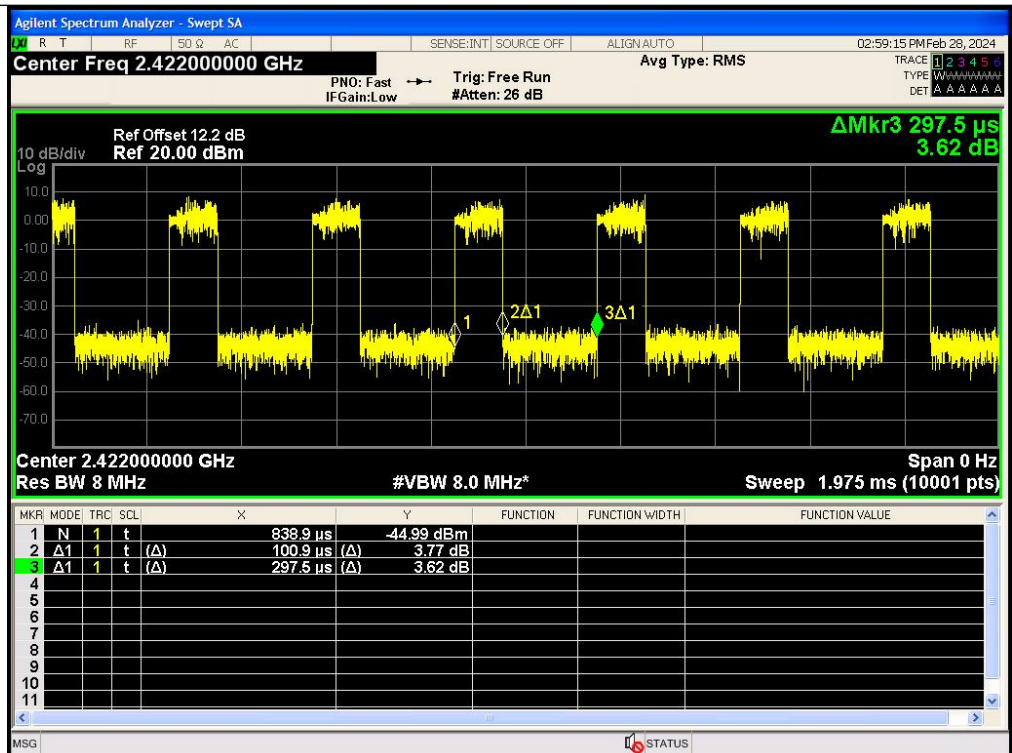 Agilent Spectrum Analyzer - Swept SA
LXI R T RF 50 Ω AC SENSE:INT SOURCE OFF ALIGN AUTO 02:59:15 PM Feb 28, 2024
Center Freq 2.422000000 GHz Avg Type: RMS TRACE 1 2 3 4 5 6
PNO: Fast Trig: Free Run TYPE W
IFGain:Low #Atten: 26 dB DET A A A A A A
ΔMkr3 297.5 µs
Ref Offset 12.2 dB
10 dB/div Ref 20.00 dBm 3.62 dB
Log
10.0
0.00
-10.0
-20.0
-30.0
1 2Δ1 3Δ1
-40.0
-50.0
-60.0
-70.0
Center 2.422000000 GHz Span 0 Hz
Res BW 8 MHz #VBW 8.0 MHz* Sweep 1.975 ms (10001 pts)
MKR MODE TRC SCL X Y FUNCTION FUNCTION WIDTH FUNCTION VALUE
1 N 1 t 838.9 µs -44.99 dBm
2 Δ1 1 t (Δ) 100.9 µs (Δ) 3.77 dB
3 Δ1 1 t (Δ) 297.5 µs (Δ) 3.62 dB
4
5
6
7
8
9
10
11
MSG STATUS